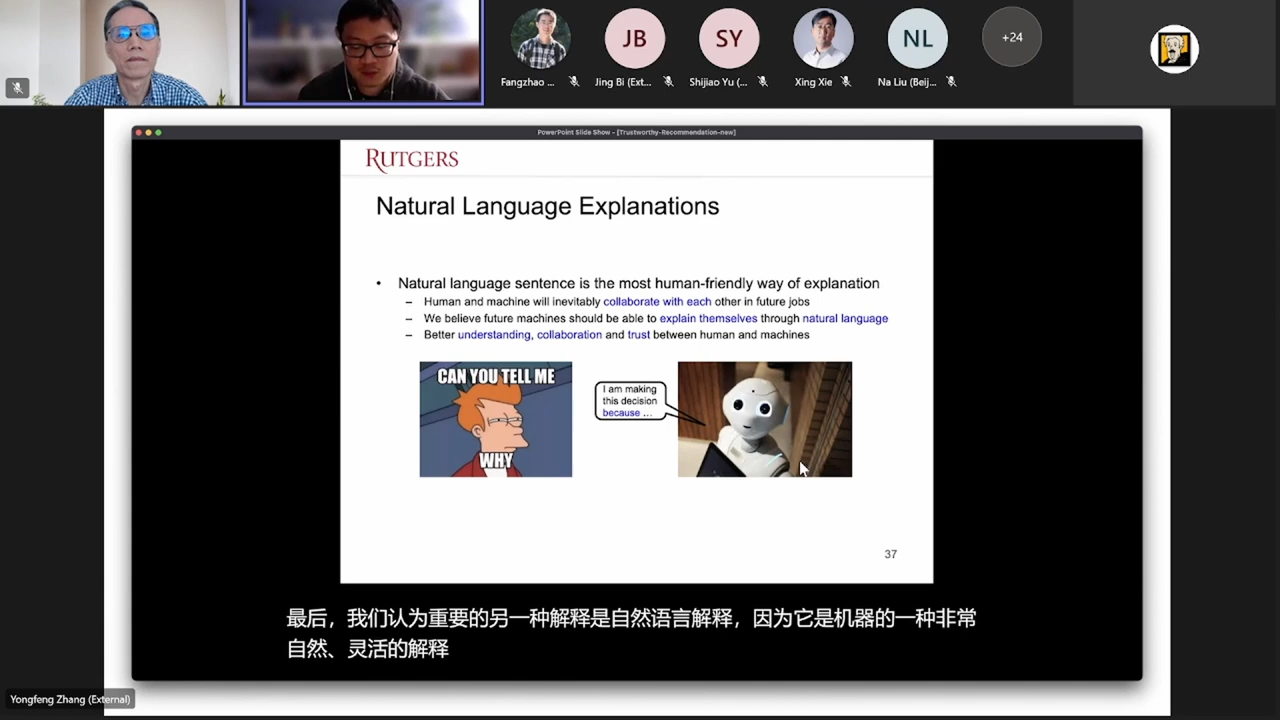 JB
SY
NL
+24
Fangzhao ...
Jing Bi (Ext...
Shijiao Yu (...
Xing Xie
Na Liu (Beij...
PowerPoint Slide Show - [Trustworthy-Recommendation-new]
RUTGERS
Natural Language Explanations
• Natural language sentence is the most human-friendly way of explanation
– Human and machine will inevitably collaborate with each other in future jobs
– We believe future machines should be able to explain themselves through natural language
– Better understanding, collaboration and trust between human and machines
CAN YOU TELL ME
WHY
I am making
this decision
because ...
37
最后，我们认为重要的另一种解释是自然语言解释，因为它是机器的一种非常
自然、灵活的解释
Yongfeng Zhang (External)